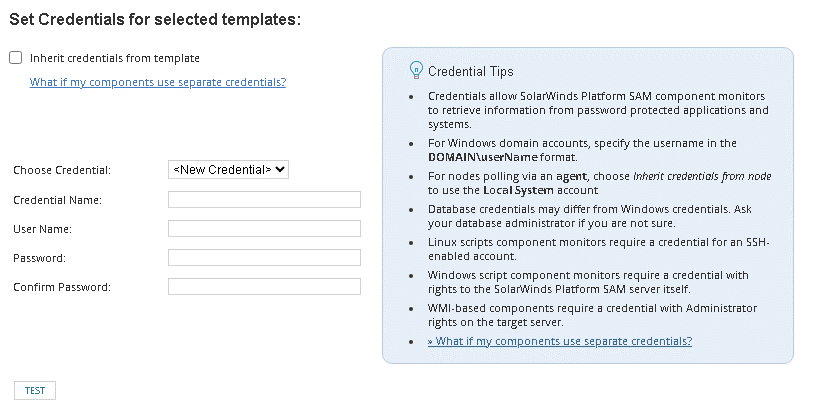 Set Credentials for selected templates:
Inherit credentials from template
What if my components use separate credentials?
Choose Credential:
<New Credential>
Credential Name:
User Name:
Password:
Confirm Password:
TEST
Credential Tips
Credentials allow SolarWinds Platform SAM component monitors
to retrieve information from password protected applications and
systems.
For Windows domain accounts, specify the username in the
DOMAIN\userName format.
For nodes polling via an agent, choose Inherit credentials from node
to use the Local System account
Database credentials may differ from Windows credentials. Ask
your database administrator if you are not sure.
Linux scripts component monitors require a credential for an SSH-
enabled account.
Windows script component monitors require a credential with
rights to the SolarWinds Platform SAM server itself.
WMI-based components require a credential with Administrator
rights on the target server.
» What if my components use separate credentials?